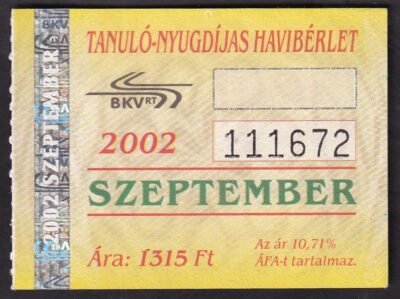 2002 SZEPTEMBER
BKV
TANULÓ-NYUGDÍJAS HAVIBÉRLET
BKV RT
2002
111672
SZEPTEMBER
Ára: 1315 Ft
Az ár 10,71%
ÁFA-t tartalmaz.